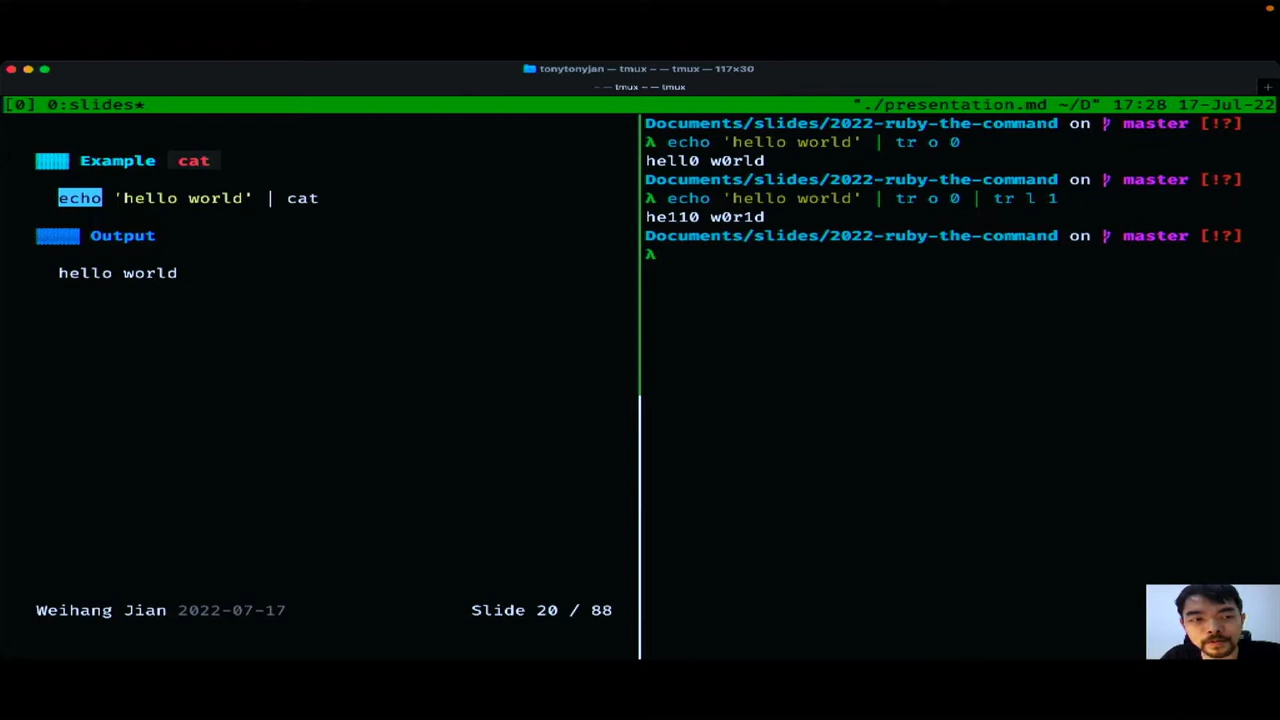 tonytonyjan — tmux - — tmux — 117×30
- — tmux - — tmux
[0] 0:slides* "./presentation.md ~/D" 17:28 17-Jul-22
Example cat
echo 'hello world' | cat
Output
hello world
Weihang Jian 2022-07-17 Slide 20 / 88
Documents/slides/2022-ruby-the-command on master [!?]
λ echo 'hello world' | tr o 0
hell0 w0rld
Documents/slides/2022-ruby-the-command on master [!?]
λ echo 'hello world' | tr o 0 | tr l 1
he110 w0r1d
Documents/slides/2022-ruby-the-command on master [!?]
λ